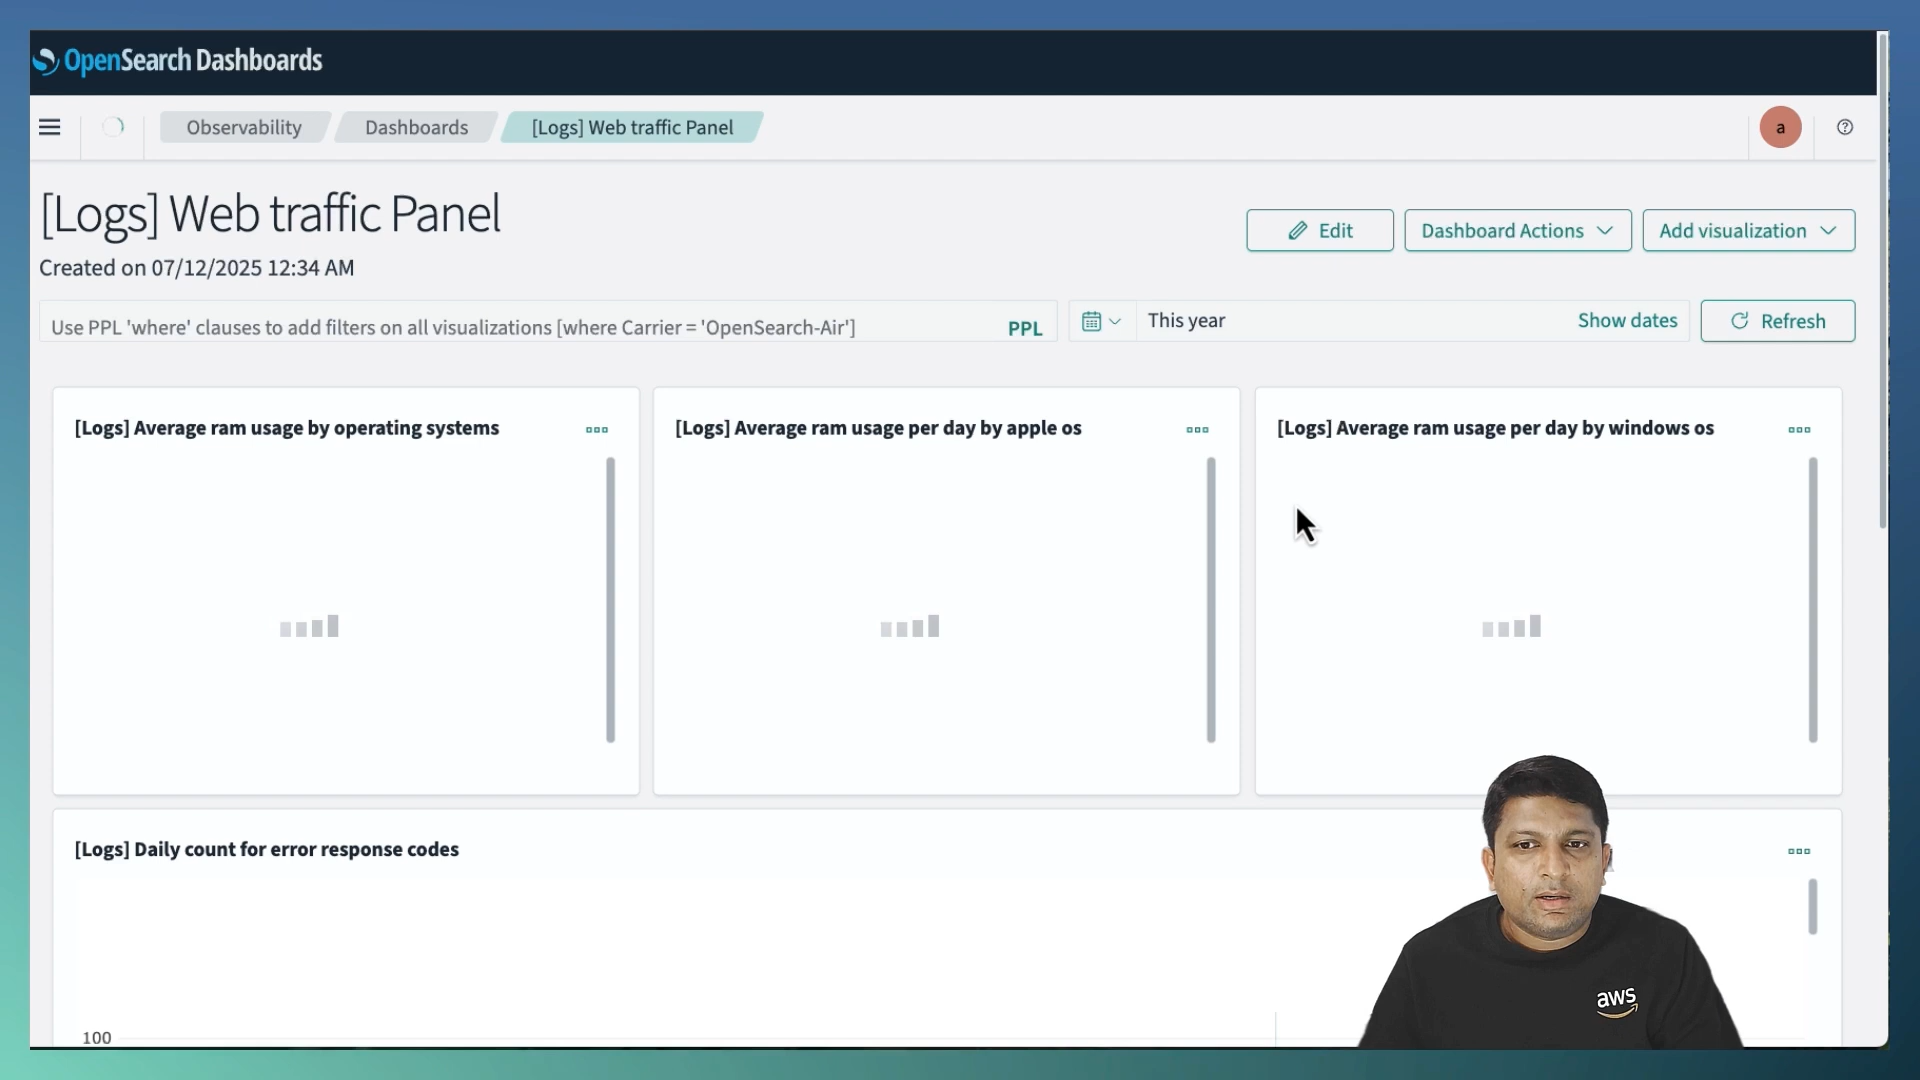 OpenSearch Dashboards
Observability
Dashboards
[Logs] Web traffic Panel
a
[Logs] Web traffic Panel
Created on 07/12/2025 12:34 AM
Edit
Dashboard Actions
Add visualization
Use PPL 'where' clauses to add filters on all visualizations [where Carrier = 'OpenSearch-Air']
PPL
This year
Show dates
Refresh
[Logs] Average ram usage by operating systems
[Logs] Average ram usage per day by apple os
[Logs] Average ram usage per day by windows os
[Logs] Daily count for error response codes
100
aws